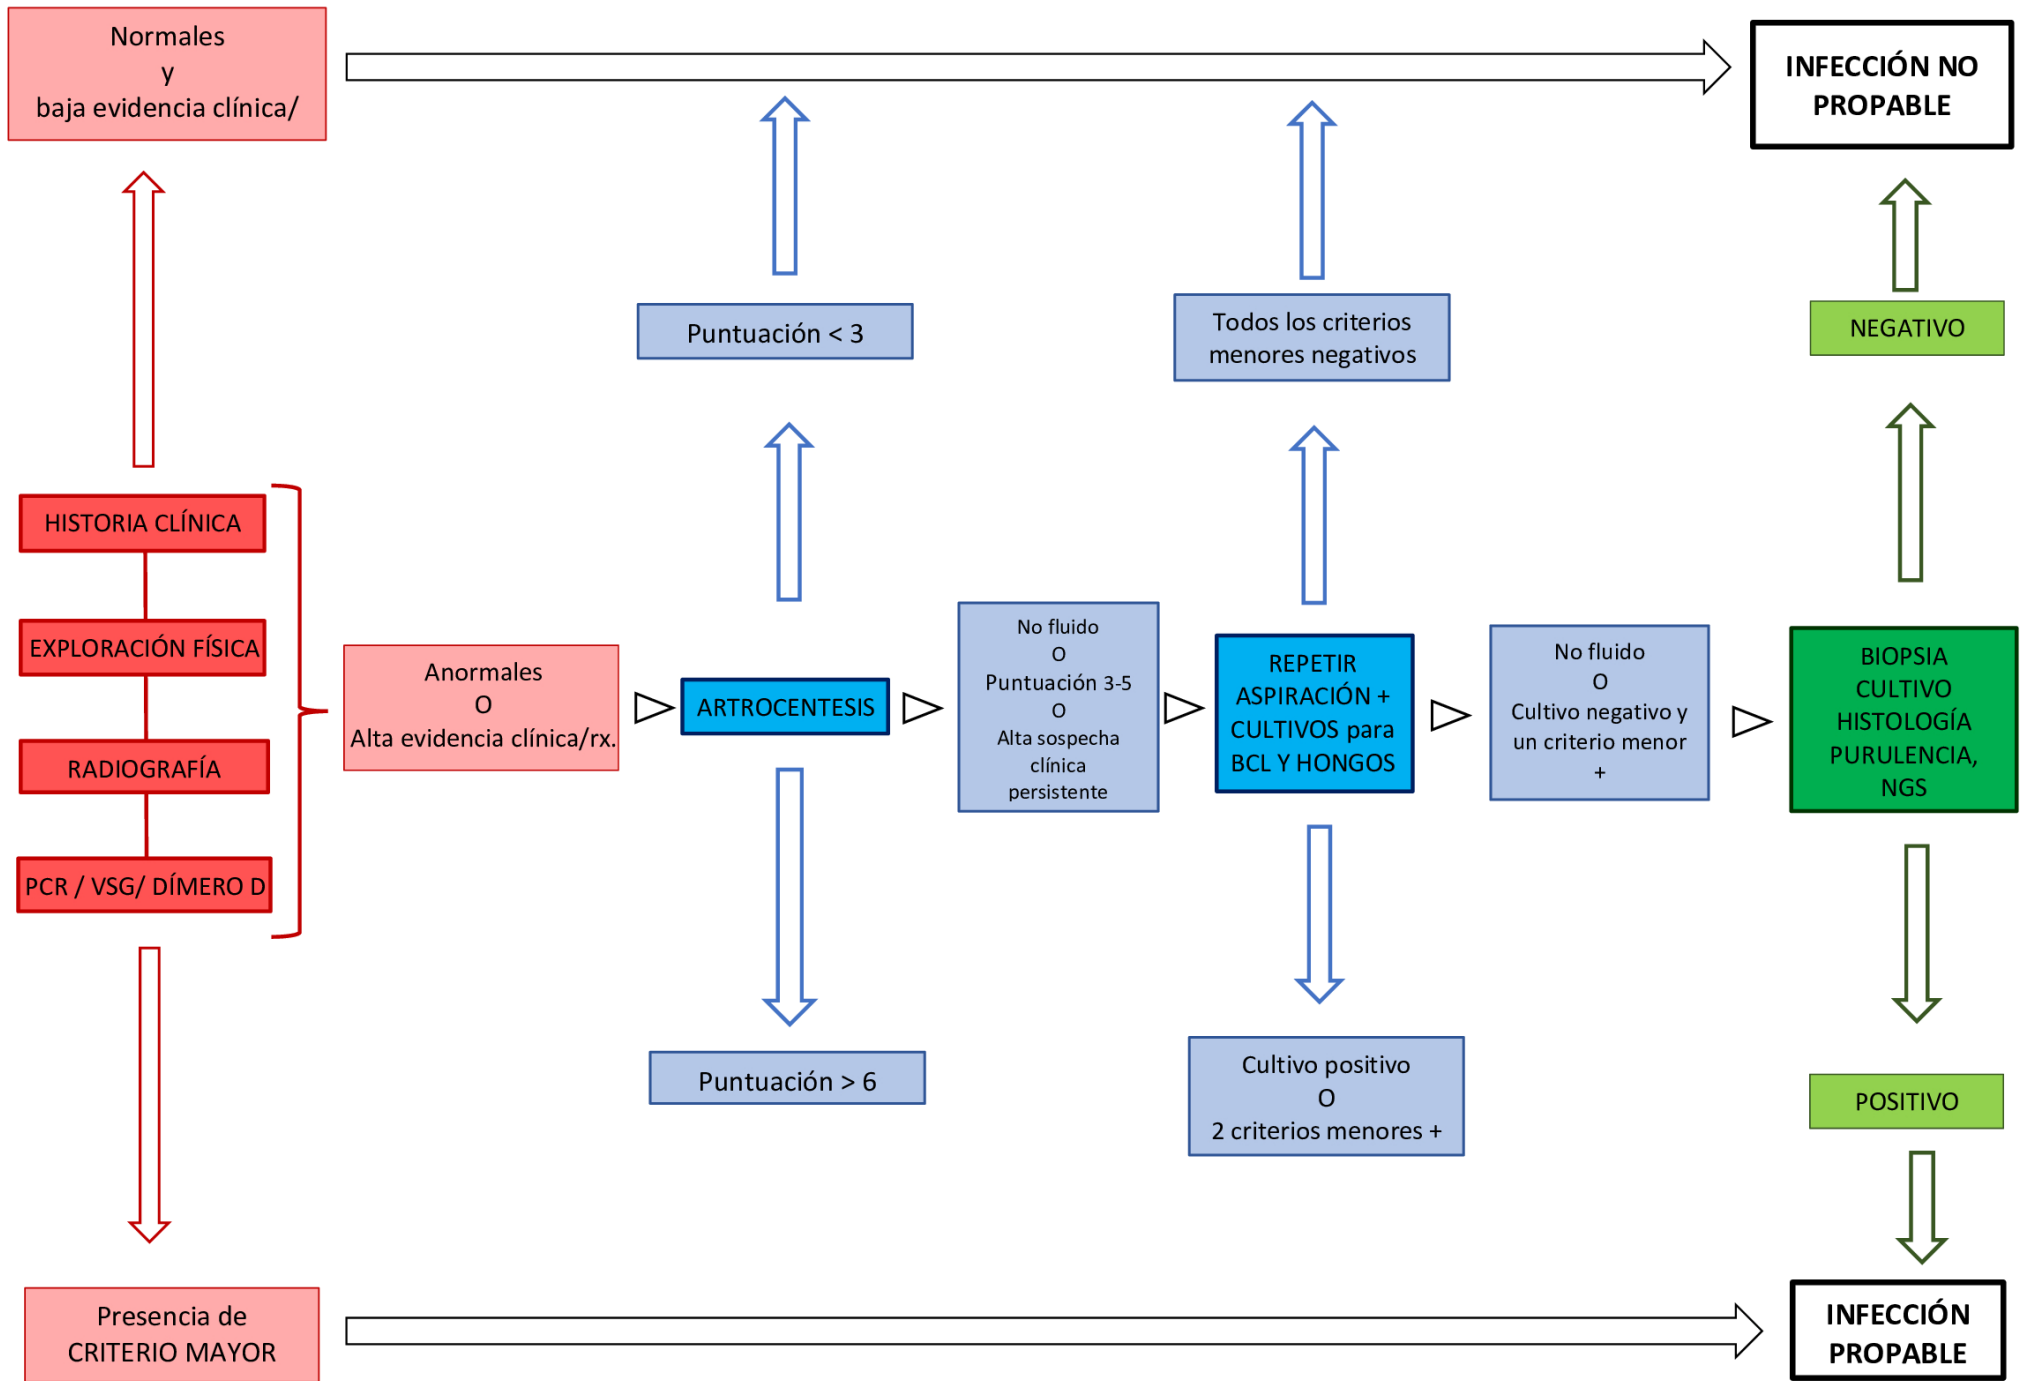 Normales
y
baja evidencia clínica/
INFECCIÓN NO
PROPABLE
Puntuación < 3
Todos los criterios
menores negativos
NEGATIVO
HISTORIA CLÍNICA
EXPLORACIÓN FÍSICA
RADIOGRAFÍA
PCR / VSG/ DÍMERO D
Anormales
O
Alta evidencia clínica/rx.
ARTROCENTESIS
No fluido
O
Puntuación 3-5
O
Alta sospecha
clínica
persistente
REPETIR
ASPIRACIÓN +
CULTIVOS para
BCL Y HONGOS
No fluido
O
Cultivo negativo y
un criterio menor
+
BIOPSIA
CULTIVO
HISTOLOGÍA
PURULENCIA,
NGS
Puntuación > 6
Cultivo positivo
O
2 criterios menores +
POSITIVO
Presencia de
CRITERIO MAYOR
INFECCIÓN
PROPABLE